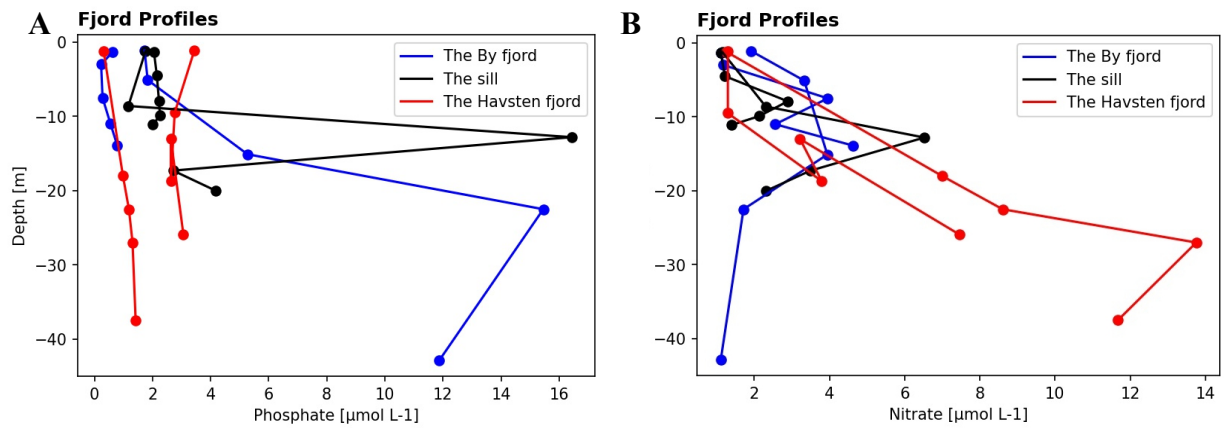 A
Fjord Profiles
The By fjord
The sill
The Havsten fjord
0
−10
−20
−30
−40
Depth [m]
0 2 4 6 8 10 12 14 16
Phosphate [μmol L-1]
B
Fjord Profiles
The By fjord
The sill
The Havsten fjord
0
−10
−20
−30
−40
2 4 6 8 10 12 14
Nitrate [μmol L-1]